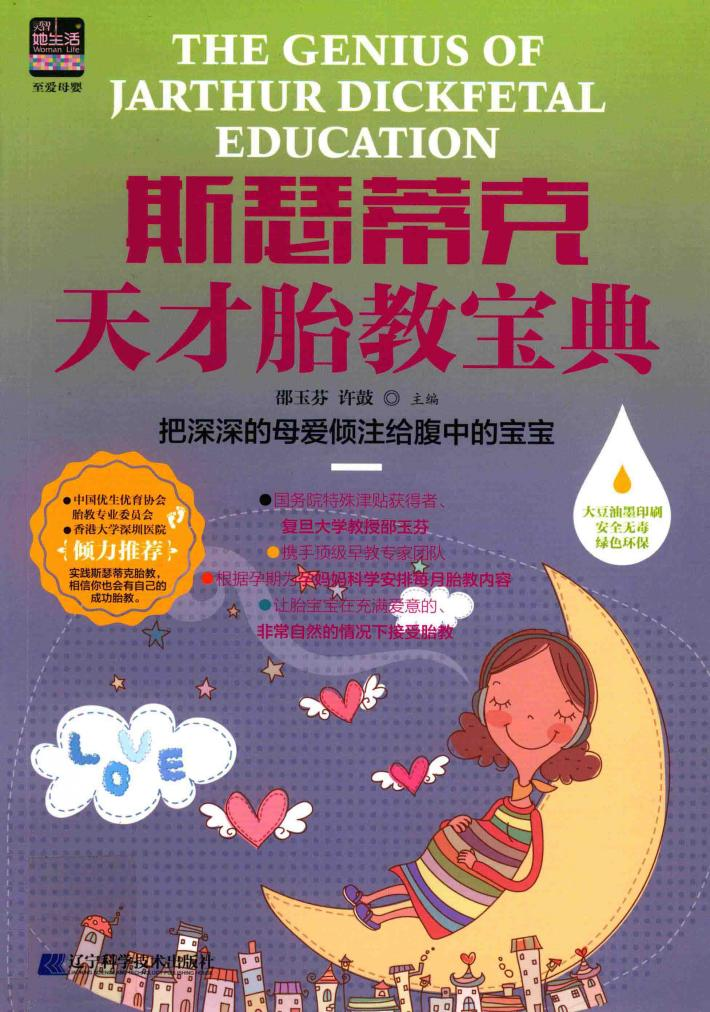 她生活
Woman Life
至爱母婴
THE GENIUS OF
JARTHUR DICKFETAL
EDUCATION
斯瑟蒂克
天才胎教宝典
邵玉芬 许鼓 ◎ 主编
把深深的母爱倾注给腹中的宝宝
●中国优生优育协会
胎教专业委员会
●香港大学深圳医院
{倾力推荐}
实践斯瑟蒂克胎教，
相信你也会有自己的
成功胎教。
●国务院特殊津贴获得者、
复旦大学教授邵玉芬
●携手顶级早教专家团队
●根据孕期为孕妈妈科学安排每月胎教内容
●让胎宝宝在充满爱意的、
非常自然的情况下接受胎教
大豆油墨印刷
安全无毒
绿色环保
LOVE
辽宁科学技术出版社